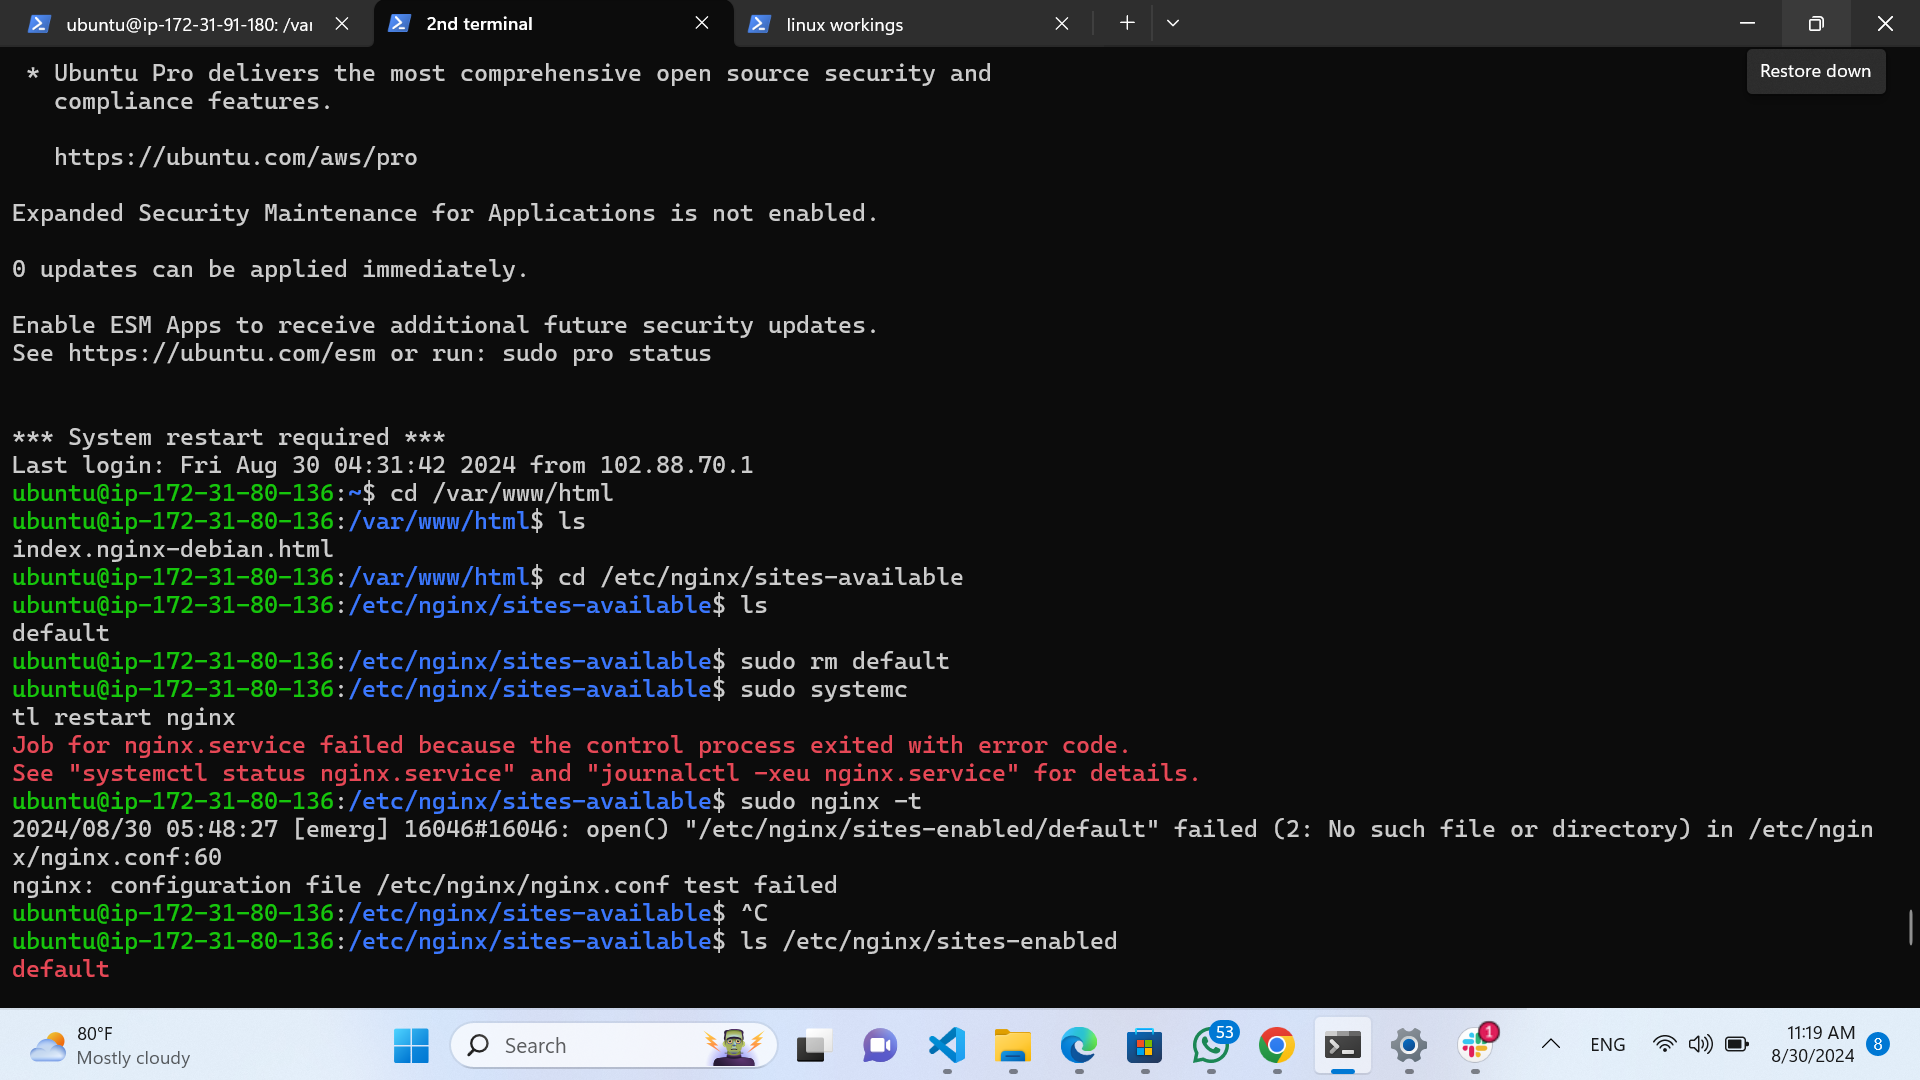 ubuntu@ip-172-31-91-180: /var
2nd terminal
linux workings
Restore down
* Ubuntu Pro delivers the most comprehensive open source security and
compliance features.
https://ubuntu.com/aws/pro
Expanded Security Maintenance for Applications is not enabled.
0 updates can be applied immediately.
Enable ESM Apps to receive additional future security updates.
See https://ubuntu.com/esm or run: sudo pro status
*** System restart required ***
Last login: Fri Aug 30 04:31:42 2024 from 102.88.70.1
ubuntu@ip-172-31-80-136:~$ cd /var/www/html
ubuntu@ip-172-31-80-136:/var/www/html$ ls
index.nginx-debian.html
ubuntu@ip-172-31-80-136:/var/www/html$ cd /etc/nginx/sites-available
ubuntu@ip-172-31-80-136:/etc/nginx/sites-available$ ls
default
ubuntu@ip-172-31-80-136:/etc/nginx/sites-available$ sudo rm default
ubuntu@ip-172-31-80-136:/etc/nginx/sites-available$ sudo systemc
tl restart nginx
Job for nginx.service failed because the control process exited with error code.
See "systemctl status nginx.service" and "journalctl -xeu nginx.service" for details.
ubuntu@ip-172-31-80-136:/etc/nginx/sites-available$ sudo nginx -t
2024/08/30 05:48:27 [emerg] 16046#16046: open() "/etc/nginx/sites-enabled/default" failed (2: No such file or directory) in /etc/ngin
x/nginx.conf:60
nginx: configuration file /etc/nginx/nginx.conf test failed
ubuntu@ip-172-31-80-136:/etc/nginx/sites-available$ ^C
ubuntu@ip-172-31-80-136:/etc/nginx/sites-available$ ls /etc/nginx/sites-enabled
default
80°F
Mostly cloudy
Search
53
1
ENG
11:19 AM
8/30/2024
8